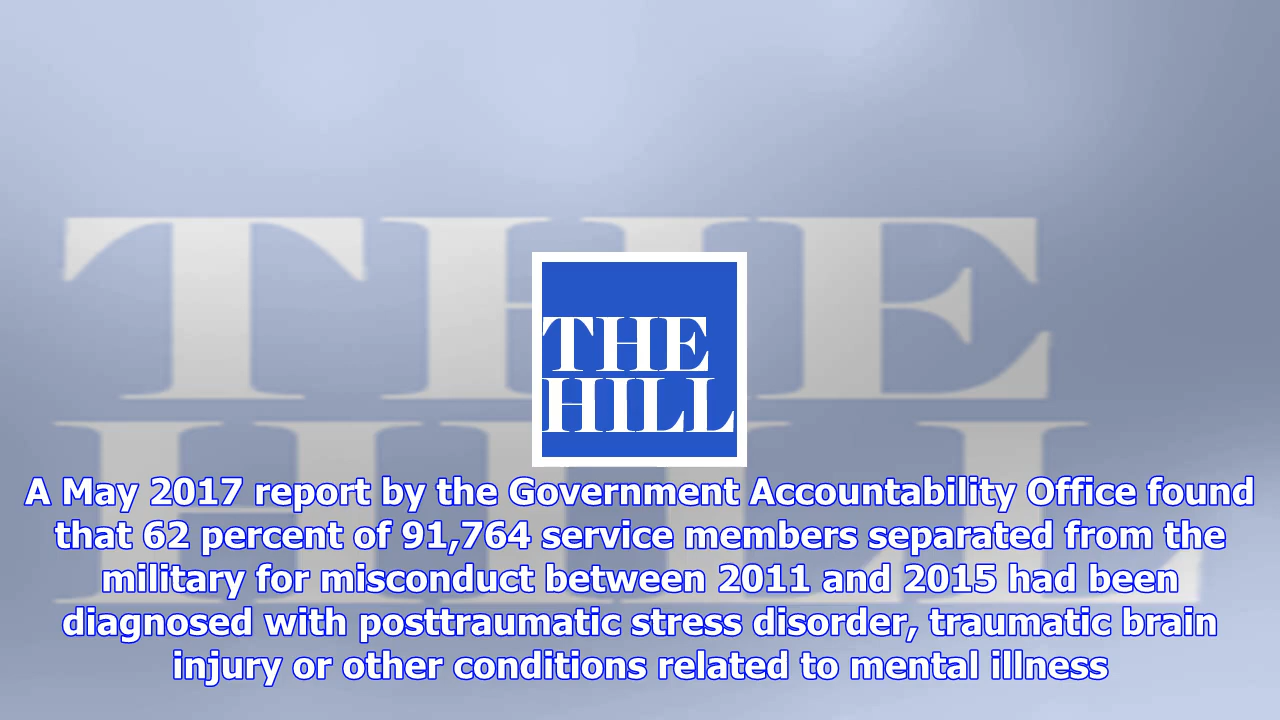 THE
HILL
THE
HILL
A May 2017 report by the Government Accountability Office found
that 62 percent of 91,764 service members separated from the
military for misconduct between 2011 and 2015 had been
diagnosed with posttraumatic stress disorder, traumatic brain
injury or other conditions related to mental illness